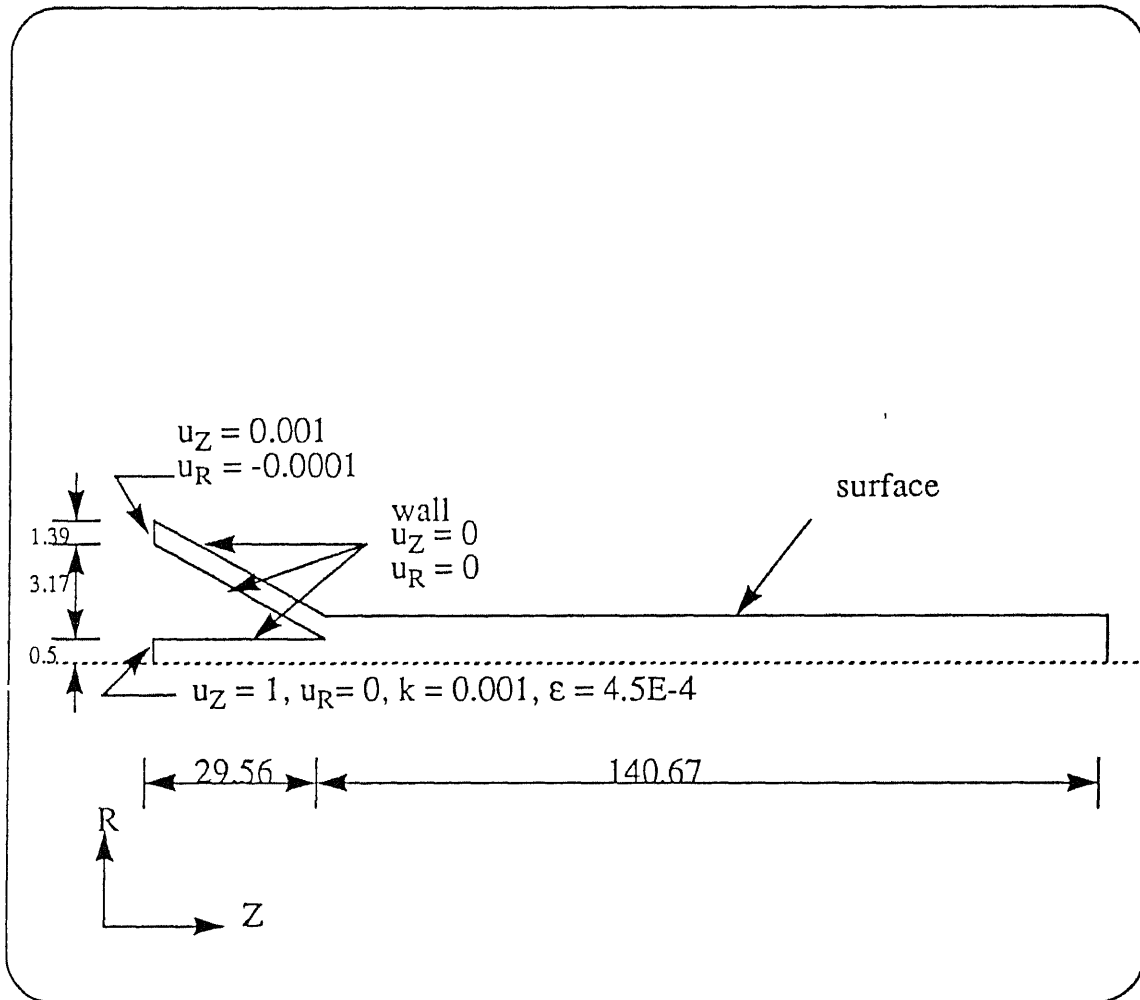 u_Z = 0.001
u_R = -0.0001
surface
wall
u_Z = 0
u_R = 0
1.39
3.17
0.5
u_Z = 1, u_R= 0, k = 0.001, ε = 4.5E-4
29.56
140.67
R
Z